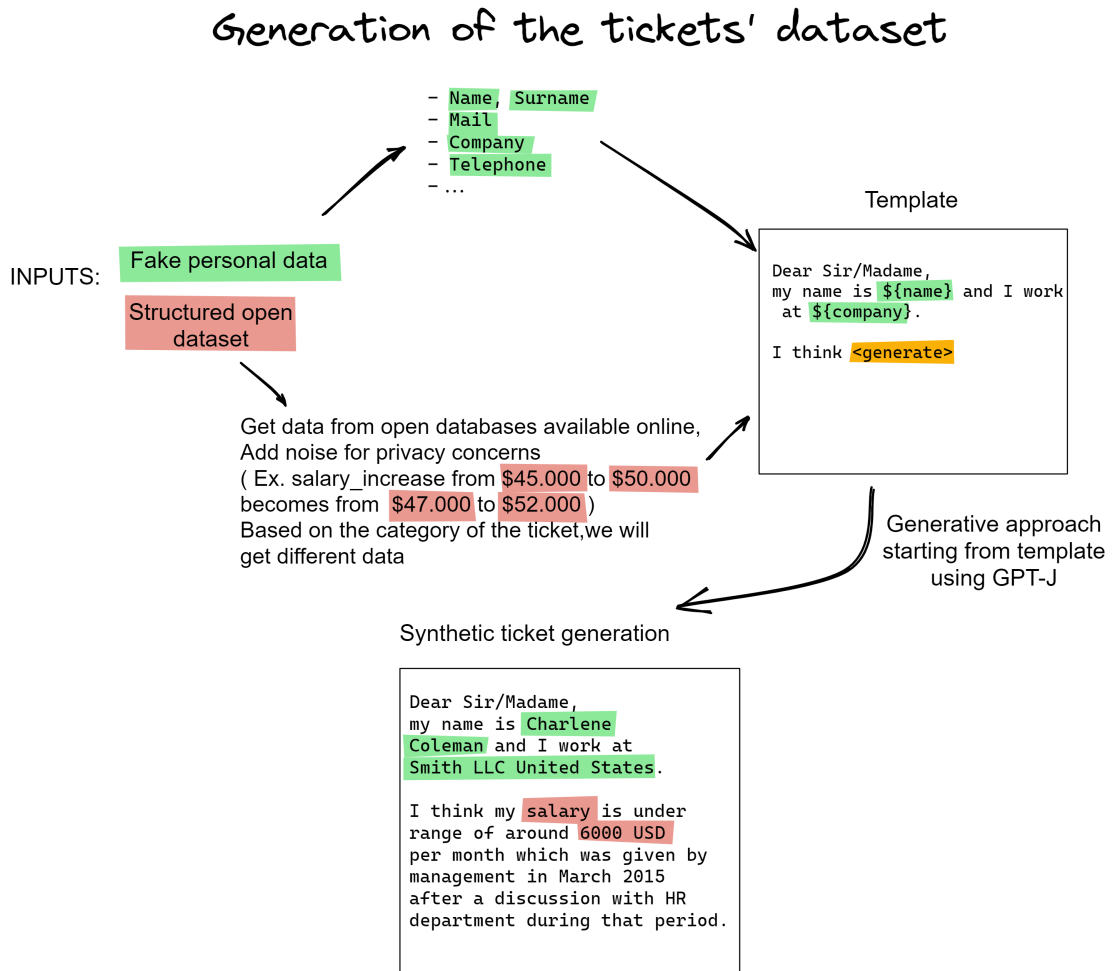 Generation of the tickets' dataset
- Name, Surname
- Mail
- Company
- Telephone
- ...
INPUTS:
Fake personal data
Structured open
dataset
Get data from open databases available online,
Add noise for privacy concerns
( Ex. salary_increase from $45.000 to $50.000
becomes from $47.000 to $52.000 )
Based on the category of the ticket,we will
get different data
Template
Dear Sir/Madame,
my name is ${name} and I work
at ${company}.
I think <generate>
Generative approach
starting from template
using GPT-J
Synthetic ticket generation
Dear Sir/Madame,
my name is Charlene
Coleman and I work at
Smith LLC United States.
I think my salary is under
range of around 6000 USD
per month which was given by
management in March 2015
after a discussion with HR
department during that period.